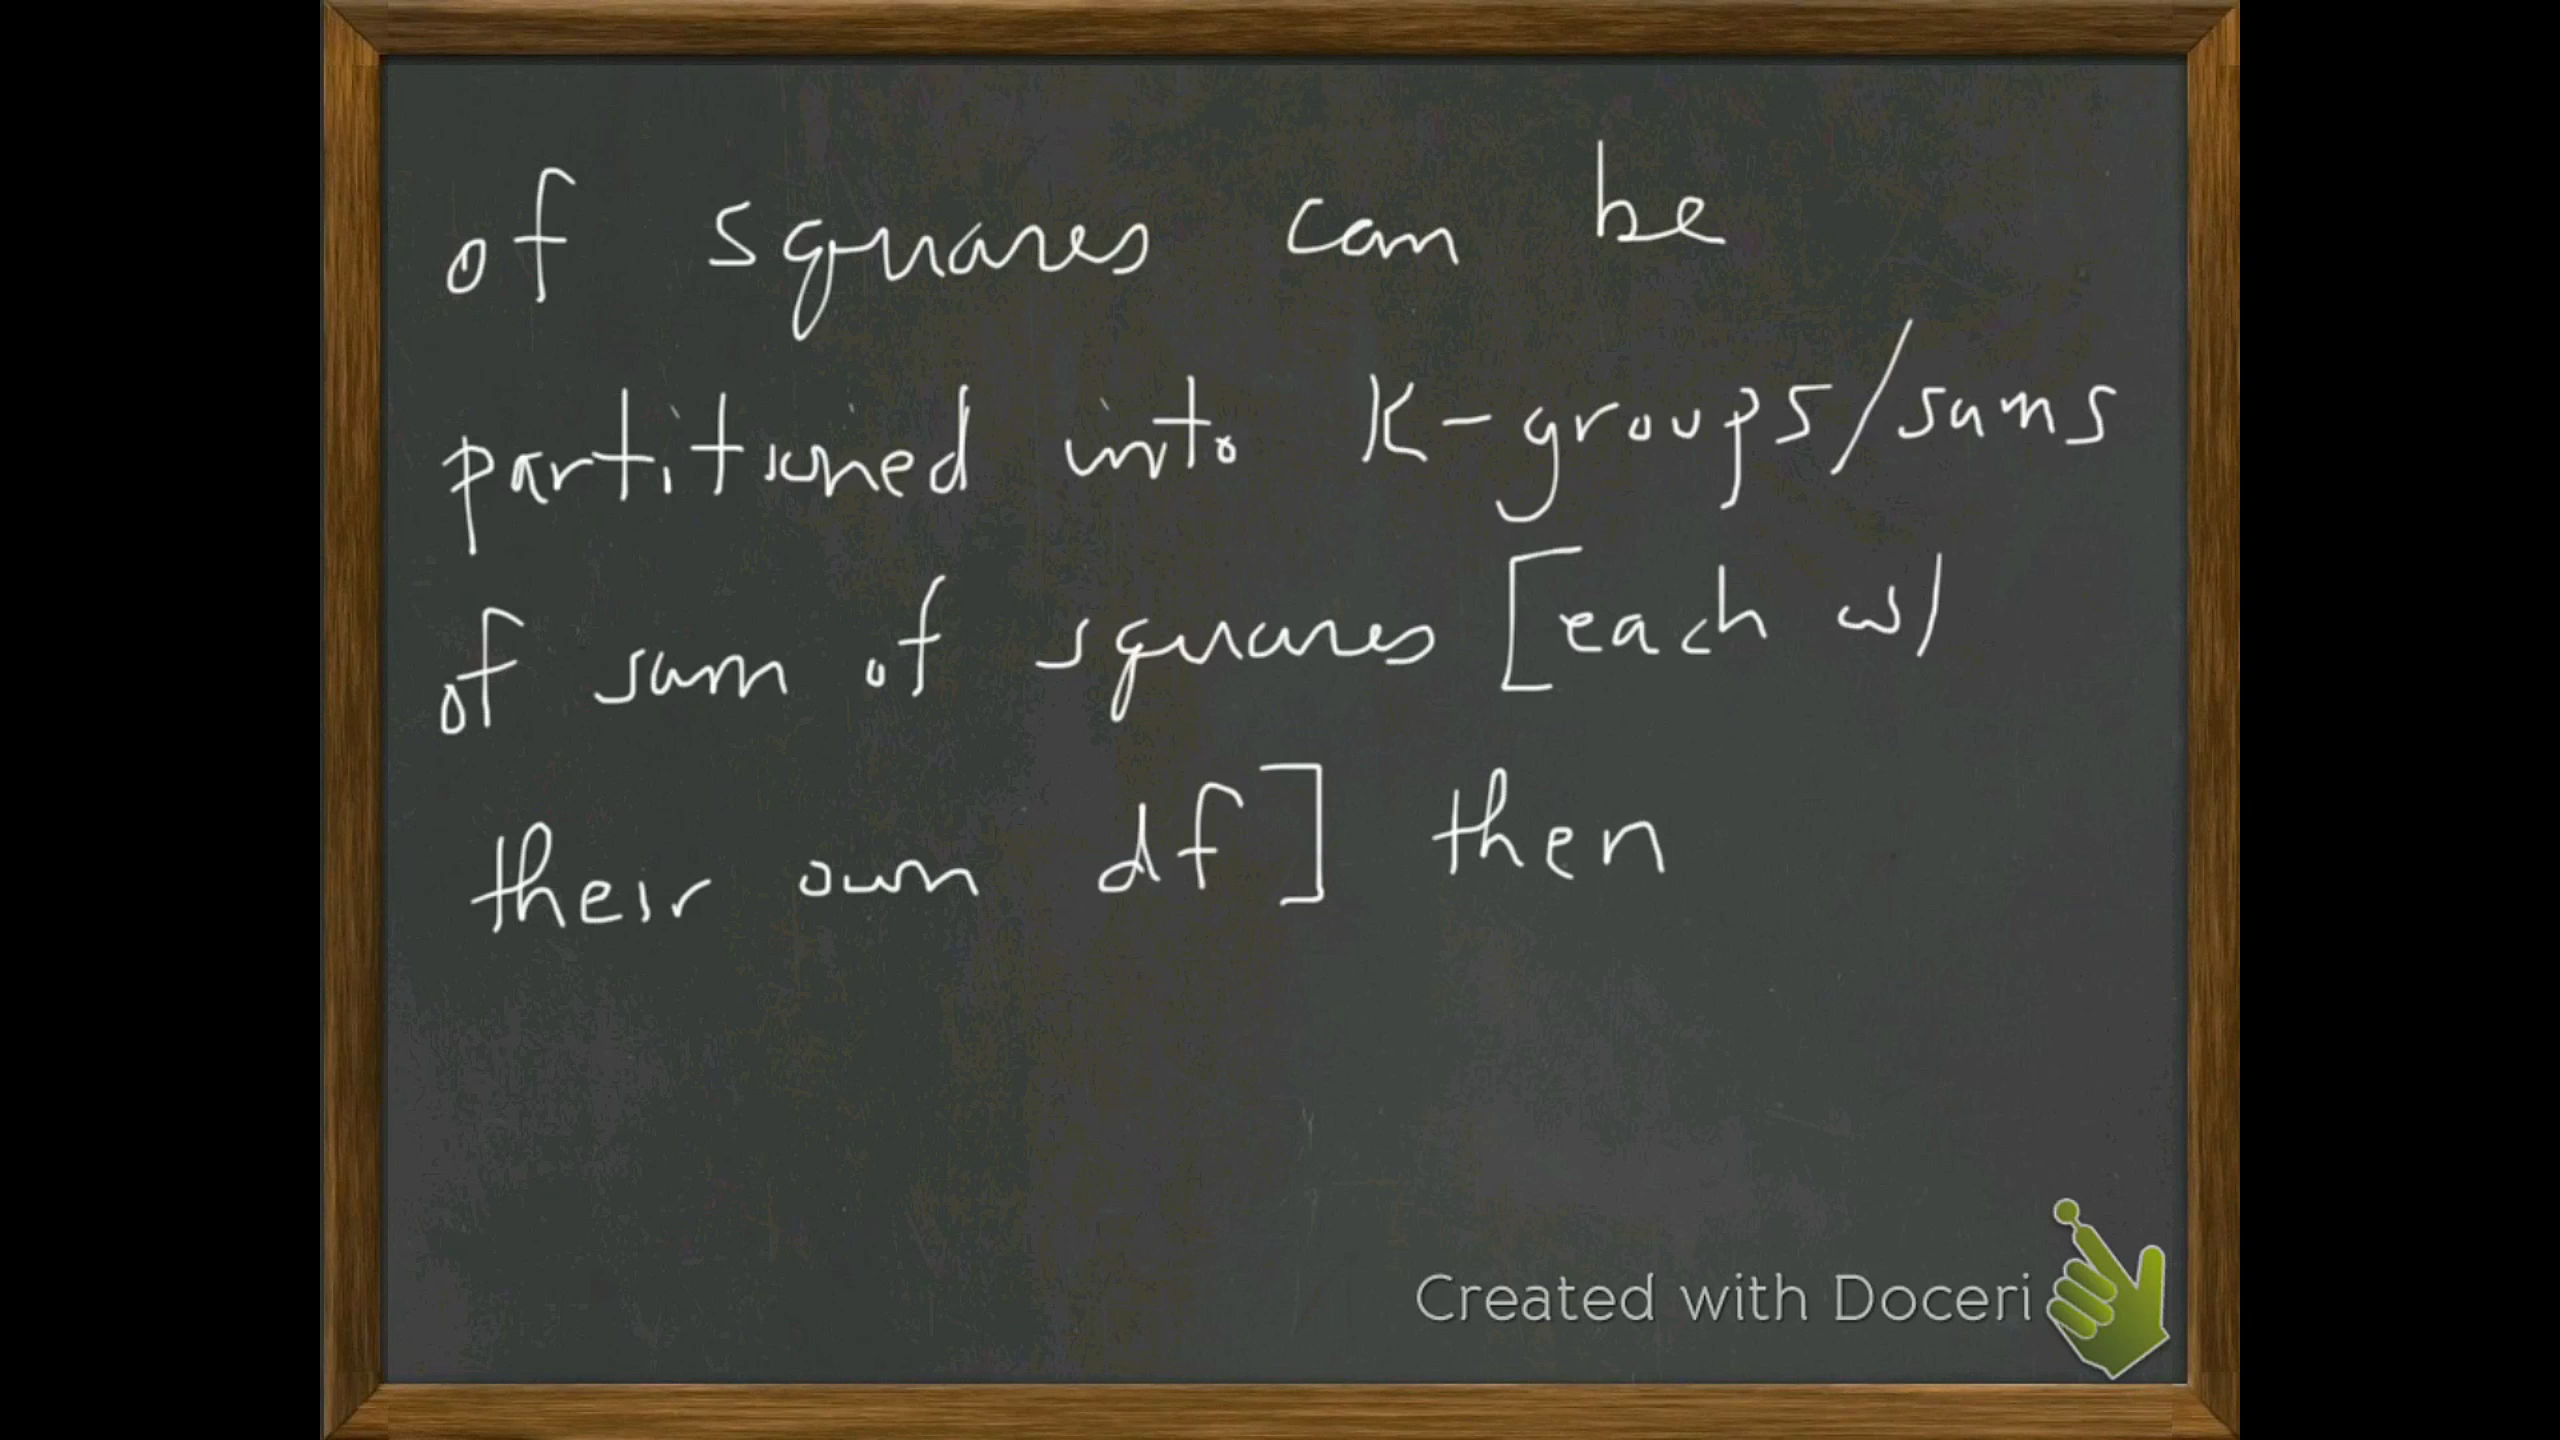 of squares can be
partitioned into K-groups/sums
of sum of squares [each w/
their own df] then
Created with Doceri